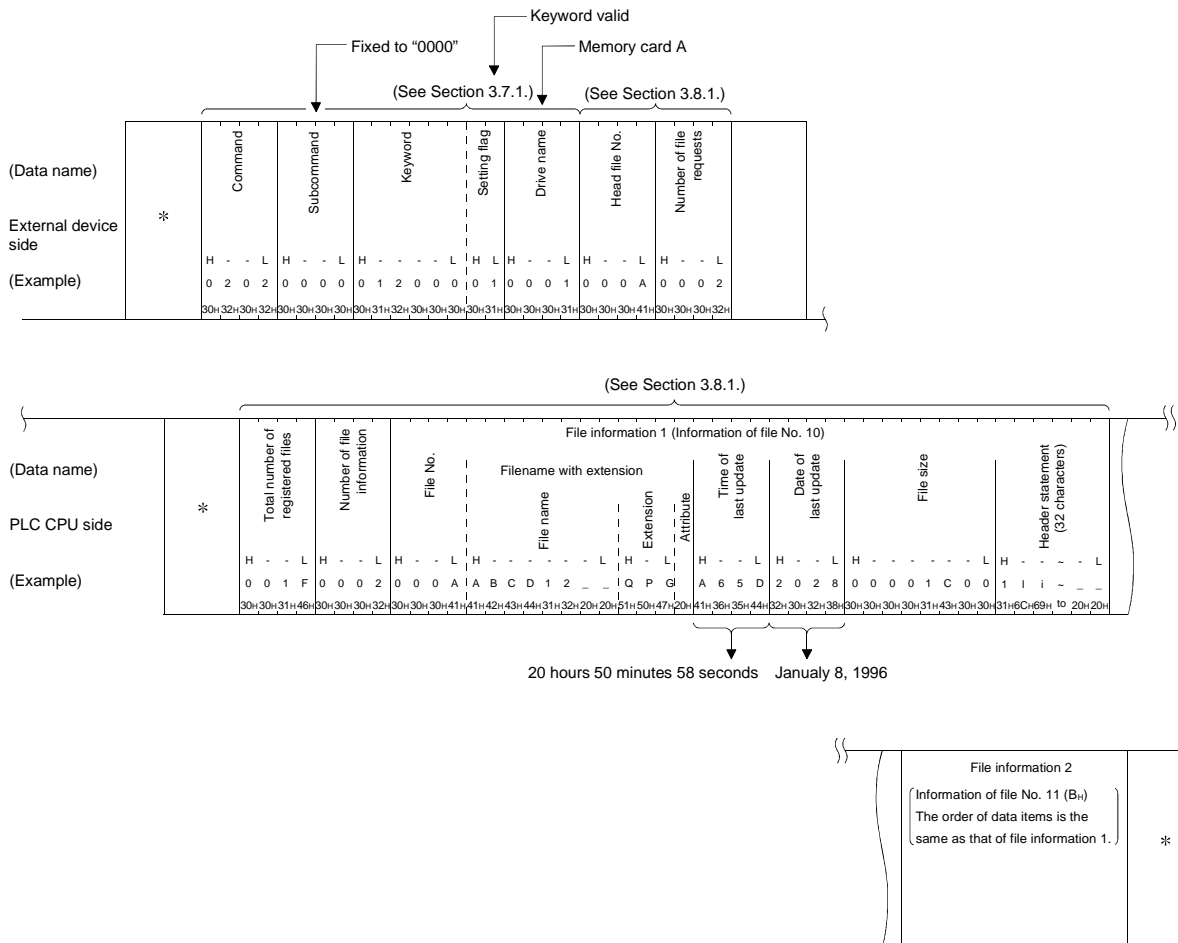 Keyword valid
Fixed to “0000”
Memory card A
(See Section 3.7.1.)
(See Section 3.8.1.)
(Data name)
External device
side
(Example)
*
Command
Subcommand
Keyword
Setting flag
Drive name
Head file No.
Number of file
requests
H - - L H - - L H - - - - L H L H - - L H - - L H - - L
0 2 0 2 0 0 0 0 0 1 2 0 0 0 0 1 0 0 0 1 0 0 0 A 0 0 0 2
30H 32H 30H 32H 30H 30H 30H 30H 30H 31H 32H 30H 30H 30H 30H 31H 30H 30H 30H 31H 30H 30H 30H 41H 30H 30H 30H 32H
(See Section 3.8.1.)
(Data name)
PLC CPU side
(Example)
*
Total number of
registered files
Number of file
information
File information 1 (Information of file No. 10)
File No.
Filename with extension
File name
Extension
Attribute
Time of
last update
Date of
last update
File size
Header statement
(32 characters)
H - - L H - - L H - - L H - - - - - - L H - L H - - L H - - L H - - - - - - L H - - ~ - L
0 0 1 F 0 0 0 2 0 0 0 A A B C D 1 2 _ _ Q P G A 6 5 D 2 0 2 8 0 0 0 0 1 C 0 0 1 l i ~ _ _
30H 30H 31H 46H 30H 30H 30H 32H 30H 30H 30H 41H 41H 42H 43H 44H 31H 32H 20H 20H 51H 50H 47H 20H 41H 36H 35H 44H 32H 30H 32H 38H 30H 30H 30H 30H 31H 43H 30H 30H 31H 6CH 69H to 20H 20H
20 hours 50 minutes 58 seconds
Janualy 8, 1996
File information 2
Information of file No. 11 (BH)
The order of data items is the
same as that of file information 1.
*